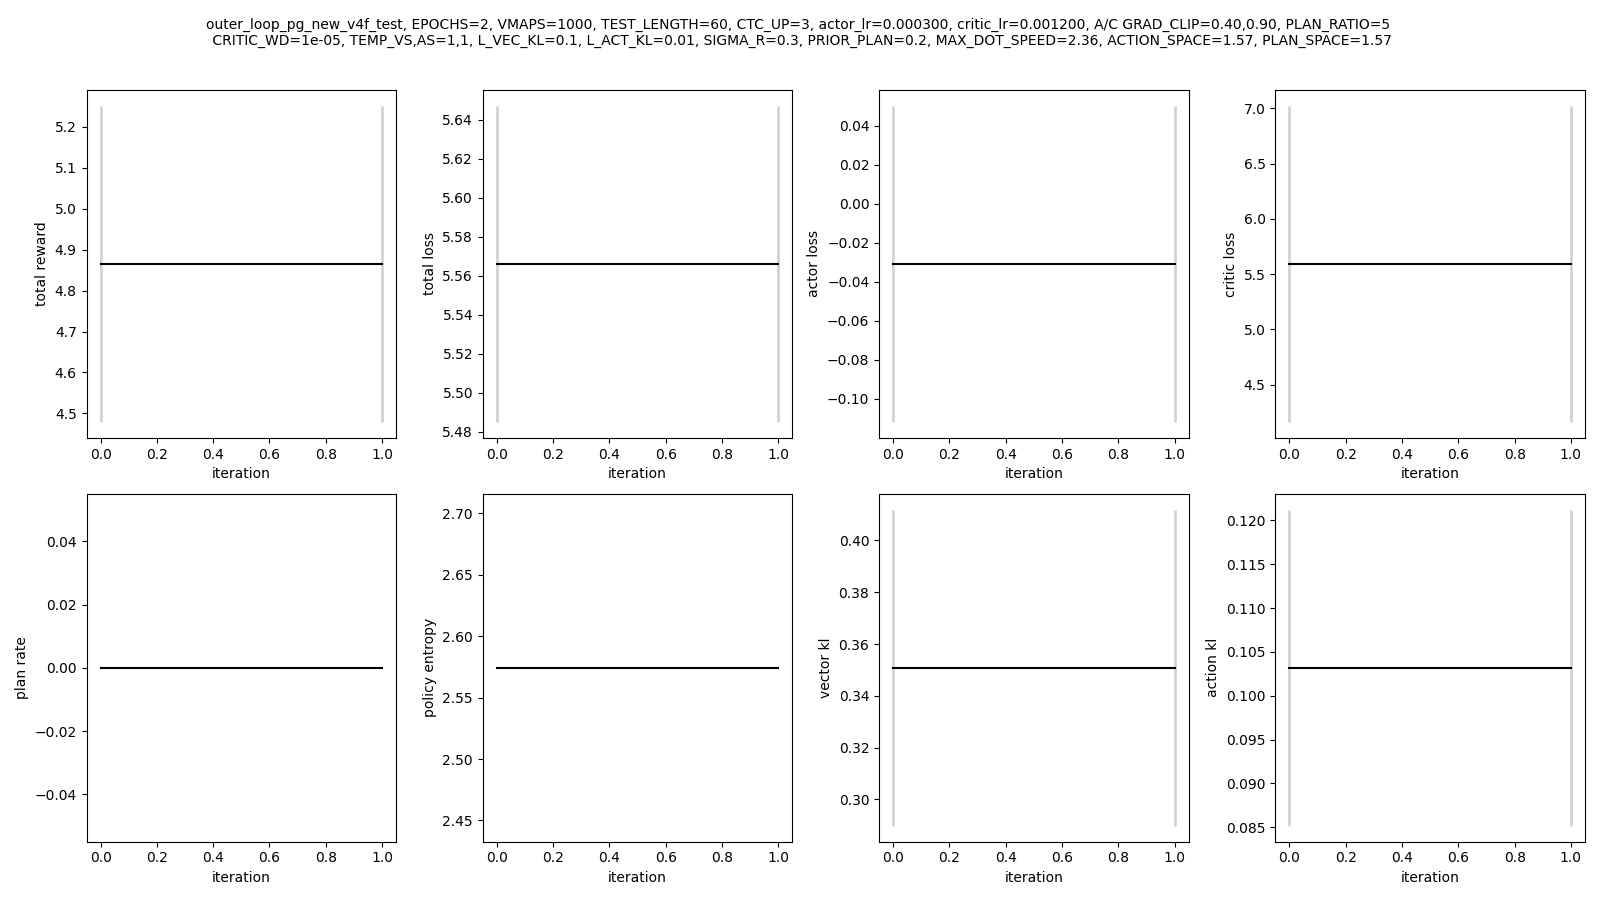 outer_loop_pg_new_v4f_test, EPOCHS=2, VMAPS=1000, TEST_LENGTH=60, CTC_UP=3, actor_lr=0.000300, critic_lr=0.001200, A/C GRAD_CLIP=0.40,0.90, PLAN_RATIO=5
CRITIC_WD=1e-05, TEMP_VS,AS=1,1, L_VEC_KL=0.1, L_ACT_KL=0.01, SIGMA_R=0.3, PRIOR_PLAN=0.2, MAX_DOT_SPEED=2.36, ACTION_SPACE=1.57, PLAN_SPACE=1.57
total reward
5.2
5.1
5.0
4.9
4.8
4.7
4.6
4.5
0.0 0.2 0.4 0.6 0.8 1.0
iteration
total loss
5.64
5.62
5.60
5.58
5.56
5.54
5.52
5.50
5.48
0.0 0.2 0.4 0.6 0.8 1.0
iteration
actor loss
0.04
0.02
0.00
−0.02
−0.04
−0.06
−0.08
−0.10
0.0 0.2 0.4 0.6 0.8 1.0
iteration
critic loss
7.0
6.5
6.0
5.5
5.0
4.5
0.0 0.2 0.4 0.6 0.8 1.0
iteration
plan rate
0.04
0.02
0.00
−0.02
−0.04
0.0 0.2 0.4 0.6 0.8 1.0
iteration
policy entropy
2.70
2.65
2.60
2.55
2.50
2.45
0.0 0.2 0.4 0.6 0.8 1.0
iteration
vector kl
0.40
0.38
0.36
0.34
0.32
0.30
0.0 0.2 0.4 0.6 0.8 1.0
iteration
action kl
0.120
0.115
0.110
0.105
0.100
0.095
0.090
0.085
0.0 0.2 0.4 0.6 0.8 1.0
iteration